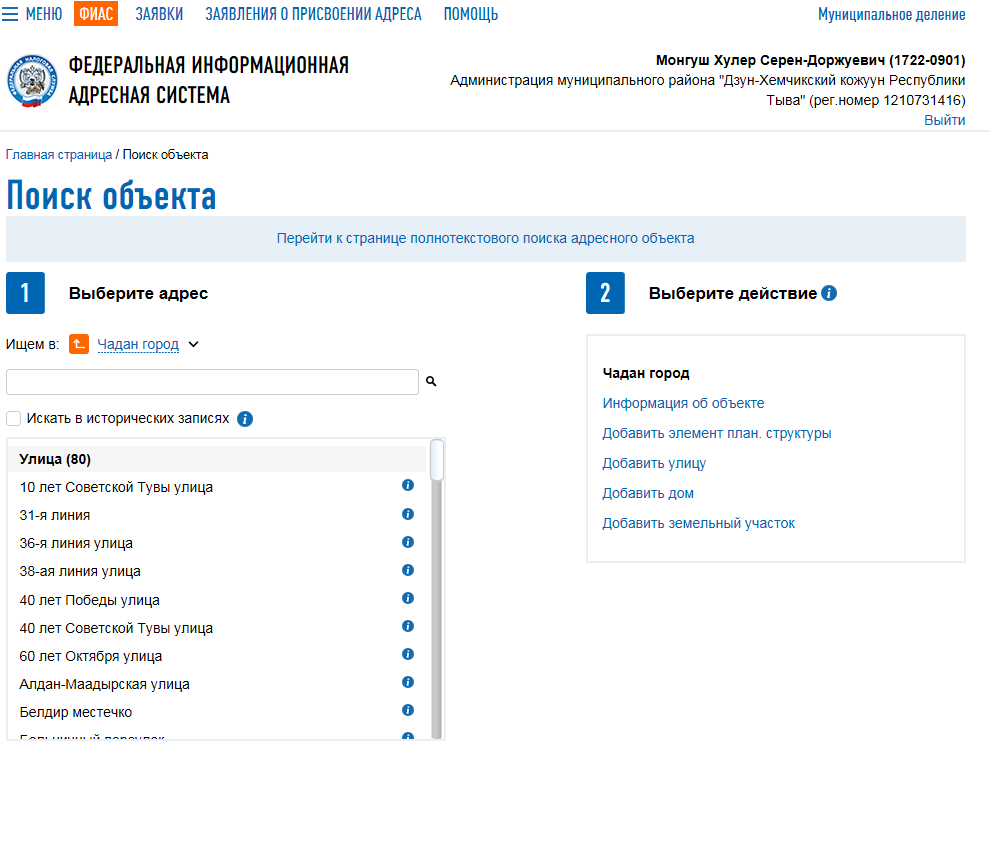 МЕНЮ ФИАС ЗАЯВКИ ЗАЯВЛЕНИЯ О ПРИСВОЕНИИ АДРЕСА ПОМОЩЬ Муниципальное деление
ФЕДЕРАЛЬНАЯ ИНФОРМАЦИОННАЯ
АДРЕСНАЯ СИСТЕМА
Монгуш Хулер Серен-Доржуевич (1722-0901)
Администрация муниципального района "Дзун-Хемчикский кожуун Республики
Тыва" (рег.номер 1210731416)
Выйти
Главная страница / Поиск объекта
Поиск объекта
Перейти к странице полнотекстового поиска адресного объекта
1 Выберите адрес
Ищем в: Чадан город
Искать в исторических записях
Улица (80)
10 лет Советской Тувы улица
31-я линия
36-я линия улица
38-ая линия улица
40 лет Победы улица
40 лет Советской Тувы улица
60 лет Октября улица
Алдан-Маадырская улица
Белдир местечко
Больничный переулок
2 Выберите действие
Чадан город
Информация об объекте
Добавить элемент план. структуры
Добавить улицу
Добавить дом
Добавить земельный участок